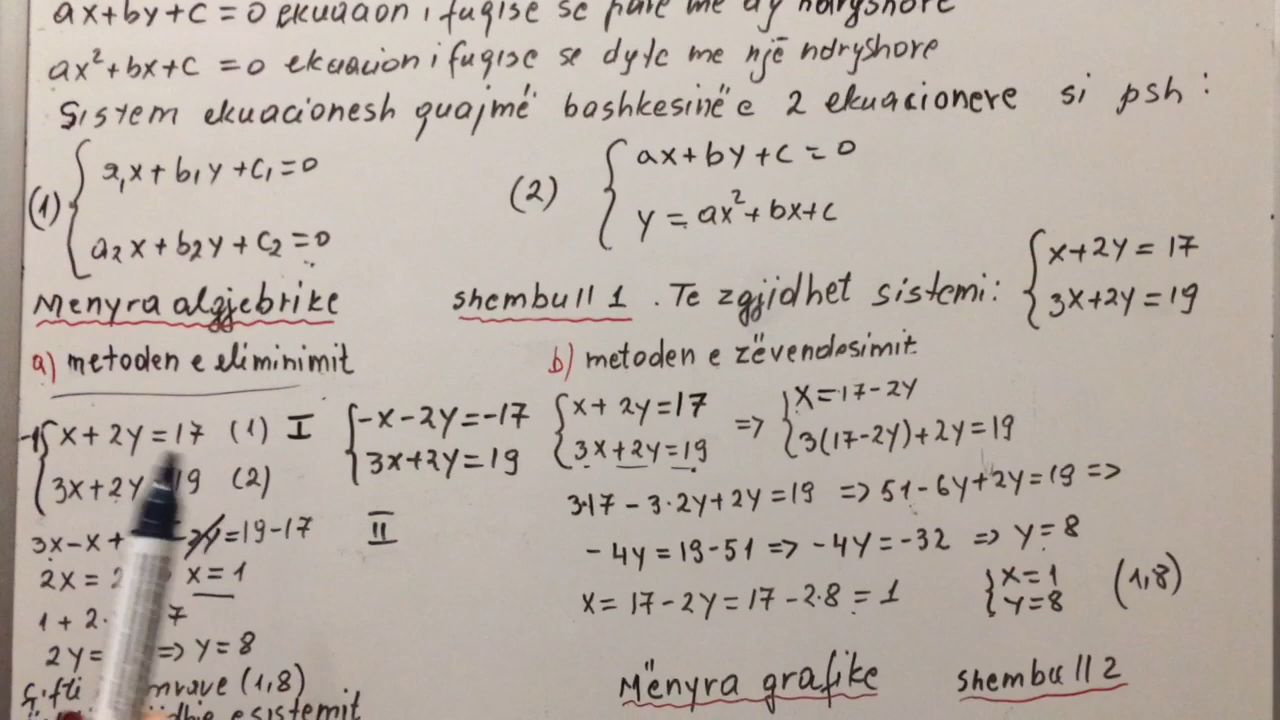 ax+by+c=0 ekuacion i fuqise se pare me dy ndryshore
ax²+bx+c=0 ekuacion i fuqise se dyte me një ndryshore
Sistem ekuacionesh quajmë bashkesinë e 2 ekuacioneve si psh:
(1) { a₁x+b₁y+c₁=0
a₂x+b₂y+c₂=0
(2) { ax+by+c=0
y=ax²+bx+c
Menyra algjebrike
shembull 1. Te zgjidhet sistemi: { x+2y=17
3x+2y=19
a) metoden e eliminimit
-1 { x+2y=17 (1) I { -x-2y=-17
3x+2y 19 (2) 3x+2y=19
3x-x+ -2y=19-17 II
2x=2 x=1
1+2· 7
2y= => y=8
Çifti mrave (1,8)
e sistemit
b) metoden e zëvendesimit
{ x+2y=17 => { x=17-2y
3x+2y=19 3(17-2y)+2y=19
3·17-3·2y+2y=19 => 51-6y+2y=19 =>
-4y=19-51 => -4y=-32 => y=8
x=17-2y=17-2·8=1 { x=1 (1,8)
y=8
Mënyra grafike shembull 2